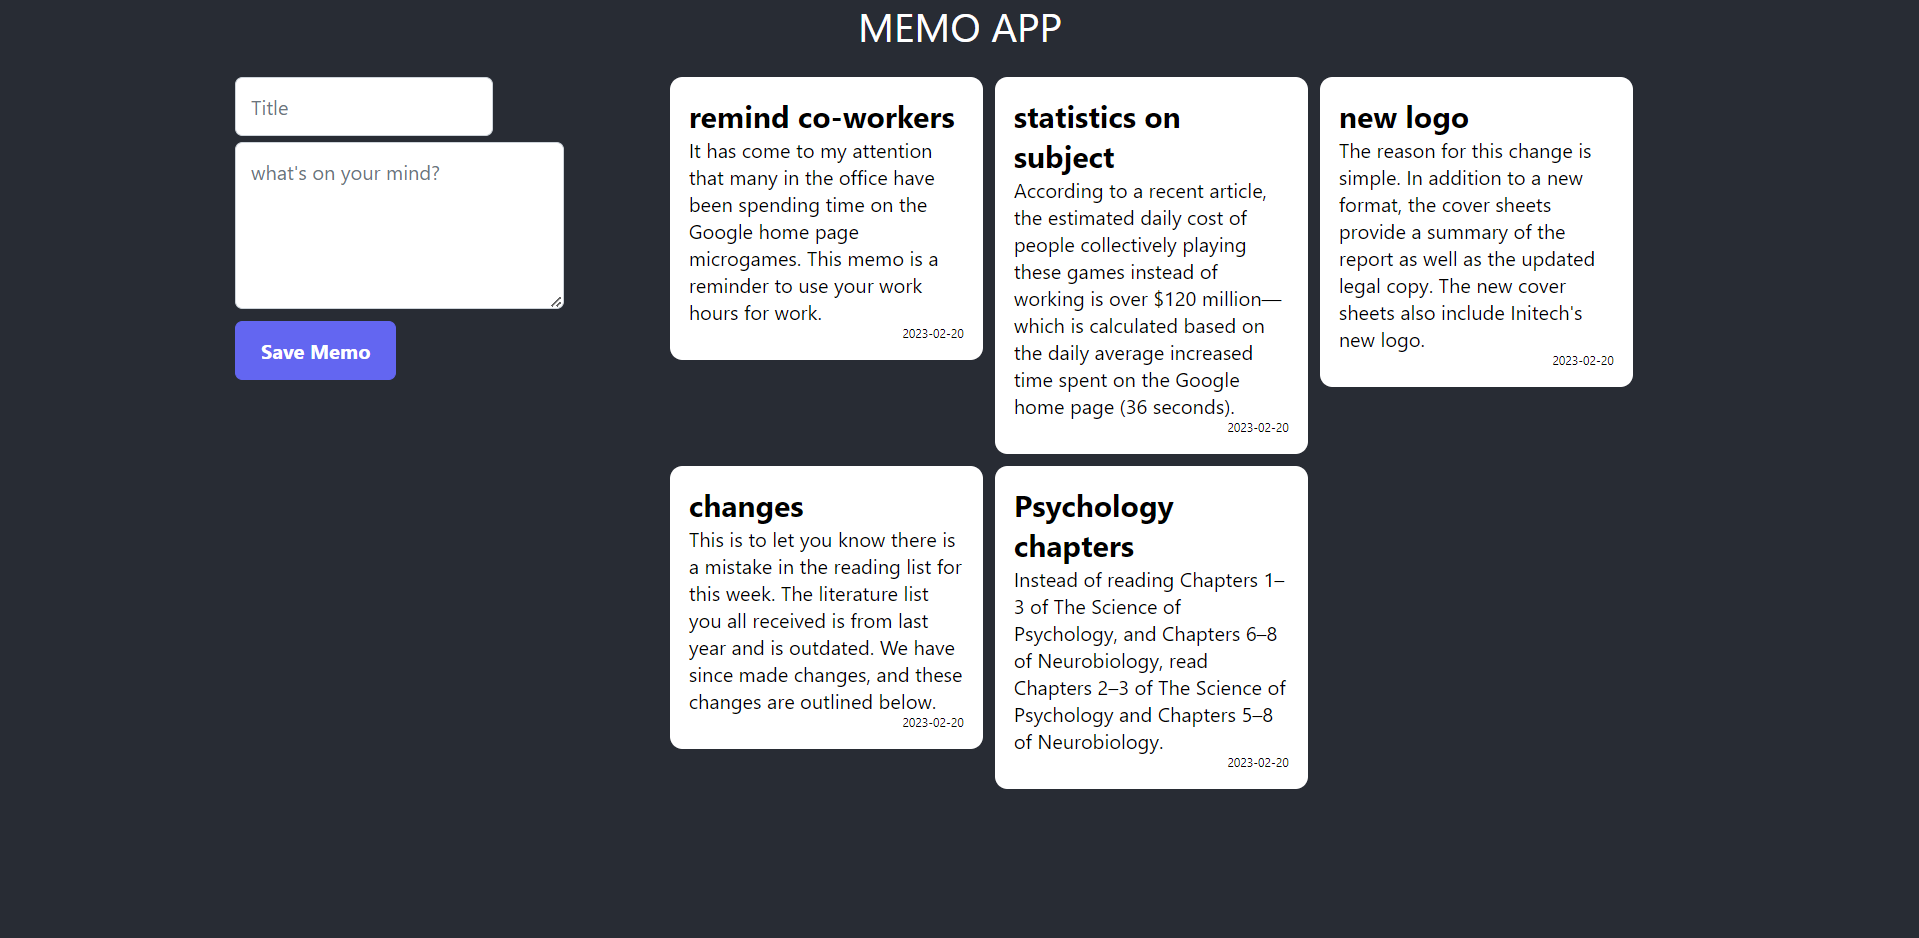 MEMO APP
Title
what's on your mind?
Save Memo
remind co-workers
It has come to my attention
that many in the office have
been spending time on the
Google home page
microgames. This memo is a
reminder to use your work
hours for work.
2023-02-20
statistics on
subject
According to a recent article,
the estimated daily cost of
people collectively playing
these games instead of
working is over $120 million—
which is calculated based on
the daily average increased
time spent on the Google
home page (36 seconds).
2023-02-20
new logo
The reason for this change is
simple. In addition to a new
format, the cover sheets
provide a summary of the
report as well as the updated
legal copy. The new cover
sheets also include Initech's
new logo.
2023-02-20
changes
This is to let you know there is
a mistake in the reading list for
this week. The literature list
you all received is from last
year and is outdated. We have
since made changes, and these
changes are outlined below.
2023-02-20
Psychology
chapters
Instead of reading Chapters 1–
3 of The Science of
Psychology, and Chapters 6–8
of Neurobiology, read
Chapters 2–3 of The Science of
Psychology and Chapters 5–8
of Neurobiology.
2023-02-20